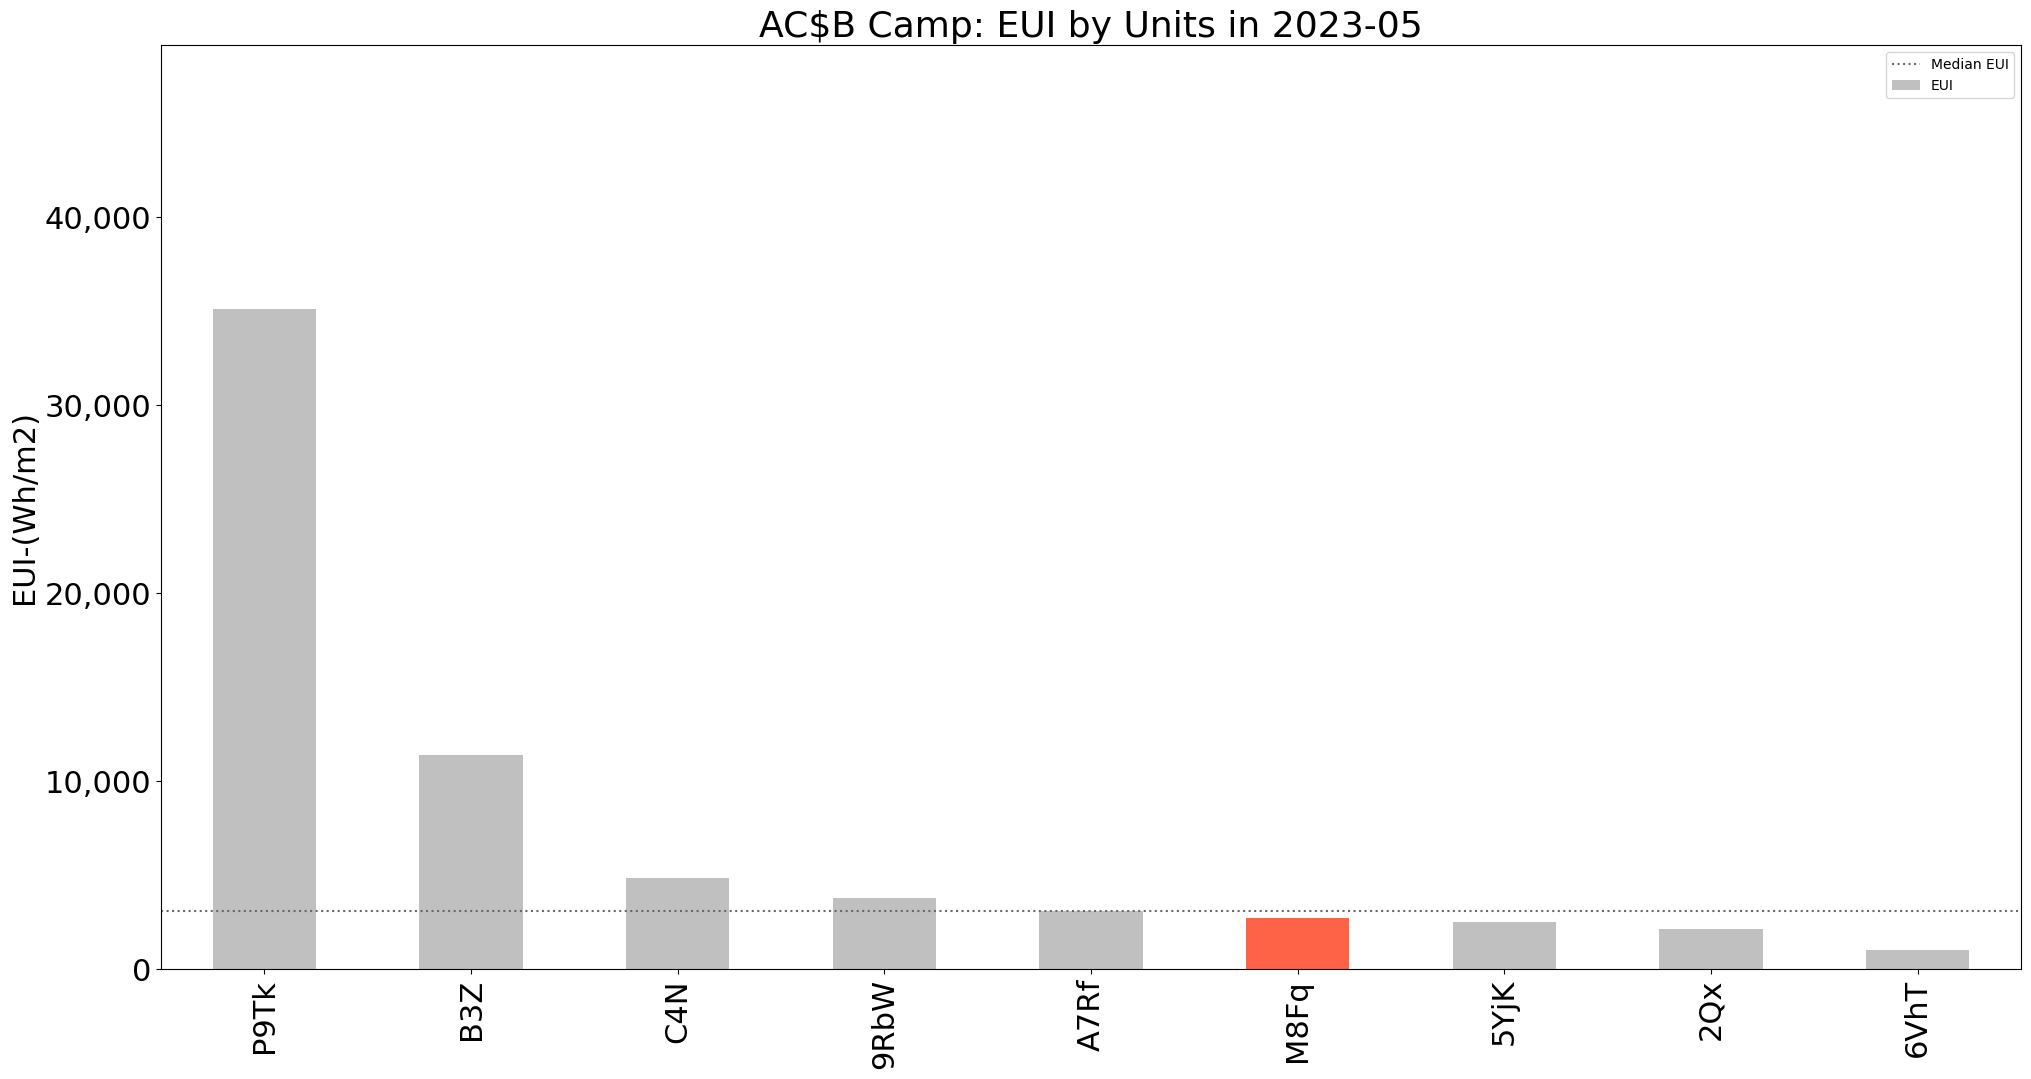 AC$B Camp: EUI by Units in 2023-05
Median EUI
EUI
EUI-(Wh/m2)
40,000
30,000
20,000
10,000
0
P9Tk
B3Z
C4N
9RbW
A7Rf
M8Fq
5YjK
2Qx
6VhT